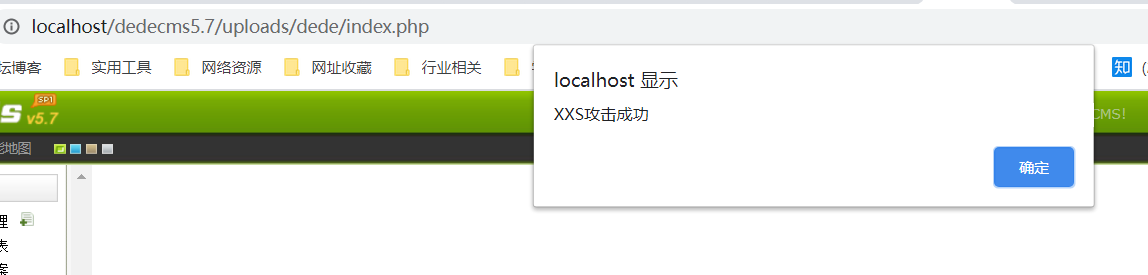 localhost/dedecms5.7/uploads/dede/index.php
坛博客 实用工具 网络资源 网址收藏 行业相关 知
localhost 显示
XXS攻击成功
确定
S v5.7 SP1
CMS!
能地图
理
表
案